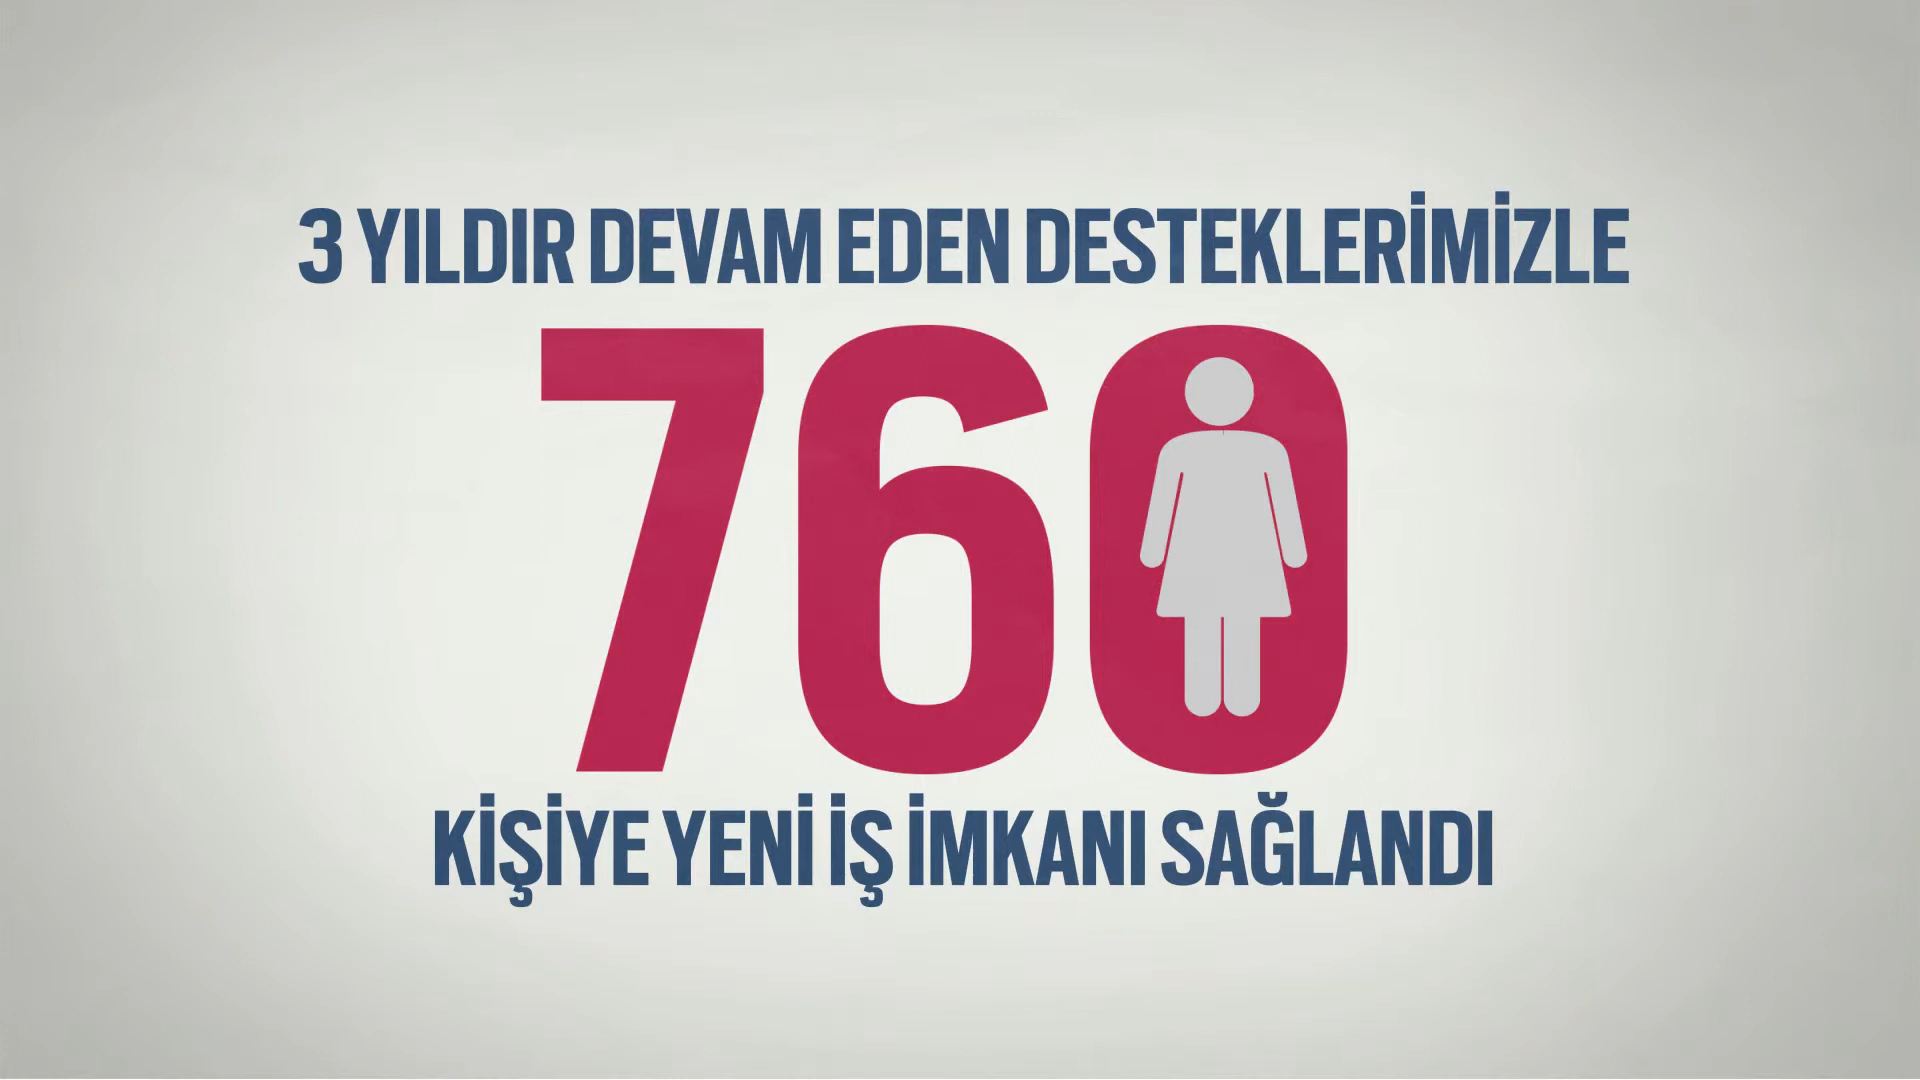 3 YILDIR DEVAM EDEN DESTEKLERİMİZLE
760
KİŞİYE YENİ İŞ İMKANI SAĞLANDI